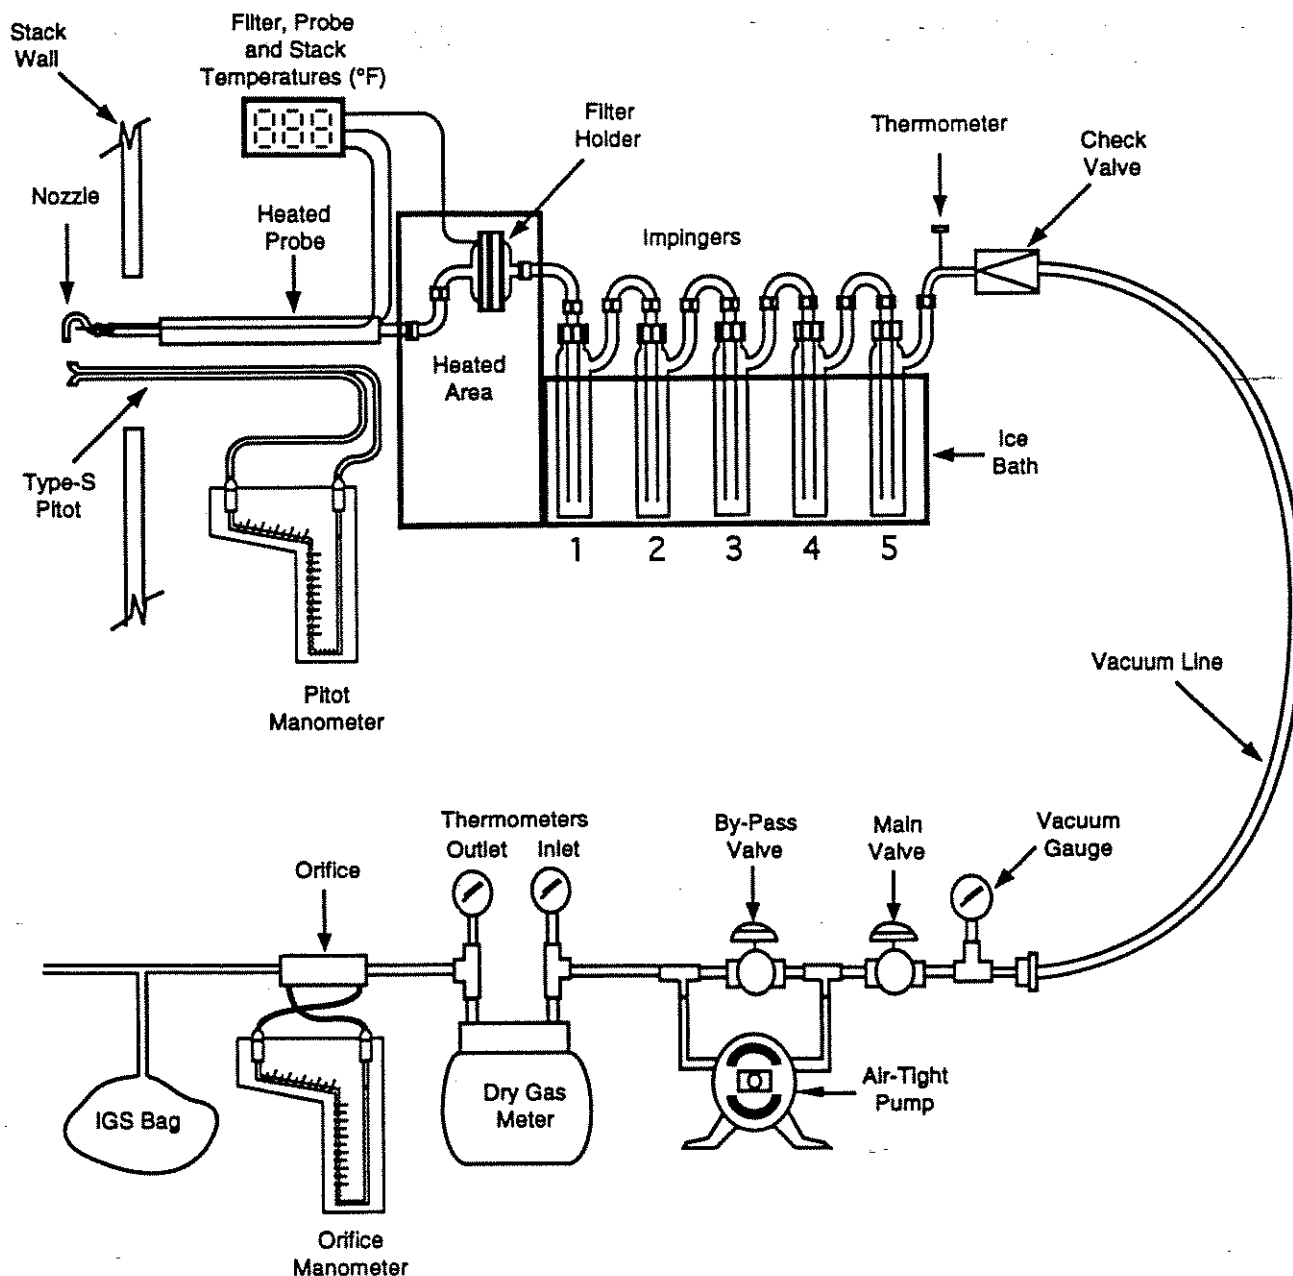 Stack
Wall
Filter, Probe
and Stack
Temperatures (°F)
Filter
Holder
Thermometer
Check
Valve
Nozzle
Heated
Probe
Impingers
Heated
Area
Ice
Bath
Type-S
Pitot
1 2 3 4 5
Vacuum Line
Pitot
Manometer
Thermometers
Outlet Inlet
By-Pass
Valve
Main
Valve
Vacuum
Gauge
Orifice
Air-Tight
Pump
Dry Gas
Meter
IGS Bag
Orifice
Manometer